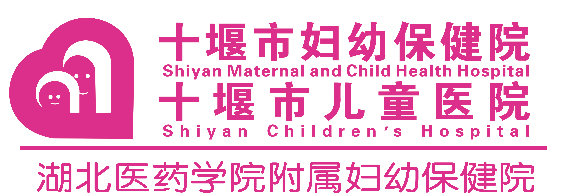 十堰市妇幼保健院
Shiyan Maternal and Child Health Hospital
十堰市儿童医院
Shiyan Children's Hospital
湖北医药学院附属妇幼保健院